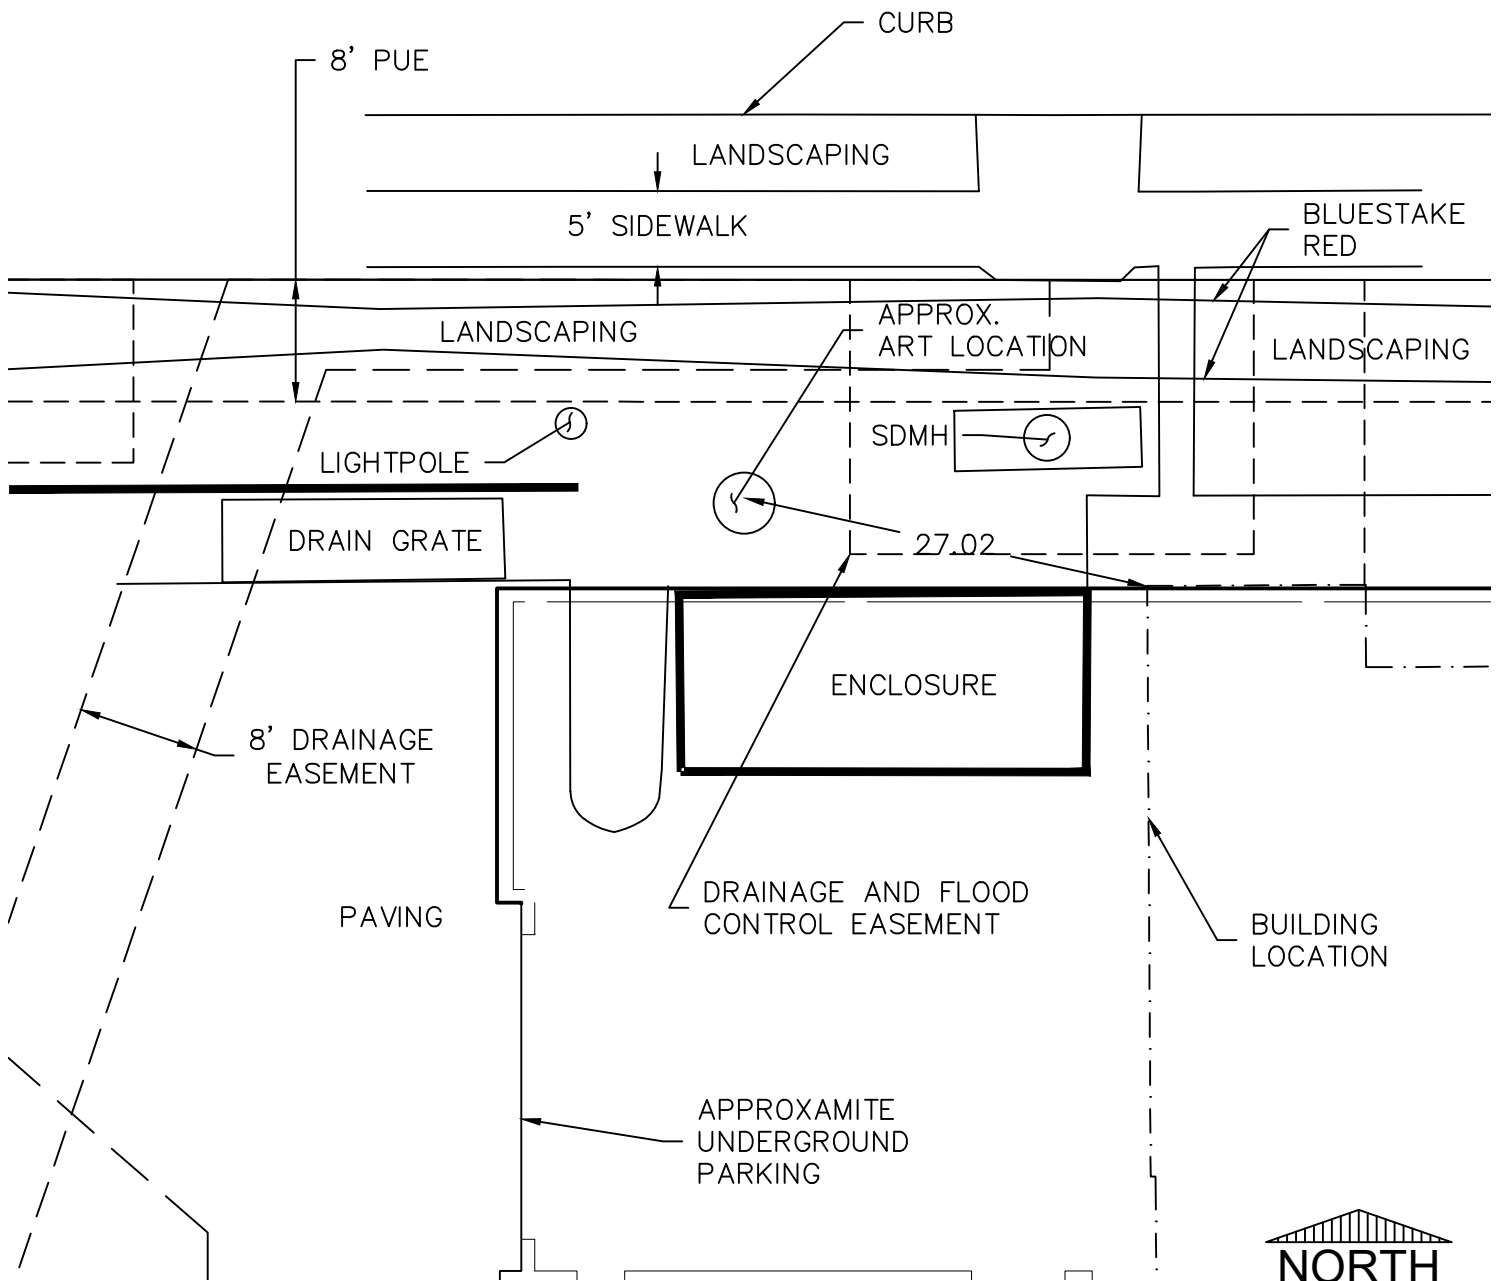 CURB
8' PUE
LANDSCAPING
5' SIDEWALK
BLUESTAKE
RED
APPROX.
ART LOCATION
LANDSCAPING
LANDSCAPING
SDMH
LIGHTPOLE
DRAIN GRATE
27.02
ENCLOSURE
8' DRAINAGE
EASEMENT
DRAINAGE AND FLOOD
CONTROL EASEMENT
PAVING
BUILDING
LOCATION
APPROXAMITE
UNDERGROUND
PARKING
NORTH